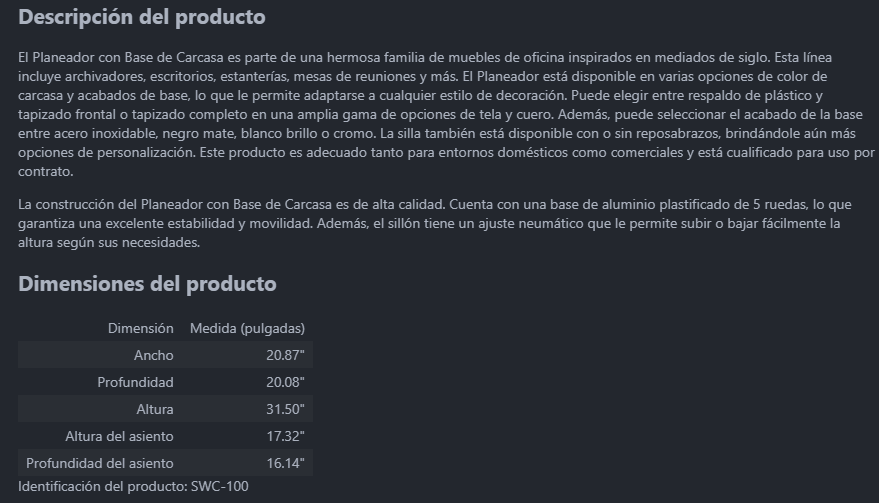 Descripción del producto
El Planeador con Base de Carcasa es parte de una hermosa familia de muebles de oficina inspirados en mediados de siglo. Esta línea
incluye archivadores, escritorios, estanterías, mesas de reuniones y más. El Planeador está disponible en varias opciones de color de
carcasa y acabados de base, lo que le permite adaptarse a cualquier estilo de decoración. Puede elegir entre respaldo de plástico y
tapizado frontal o tapizado completo en una amplia gama de opciones de tela y cuero. Además, puede seleccionar el acabado de la base
entre acero inoxidable, negro mate, blanco brillo o cromo. La silla también está disponible con o sin reposabrazos, brindándole aún más
opciones de personalización. Este producto es adecuado tanto para entornos domésticos como comerciales y está cualificado para uso por
contrato.
La construcción del Planeador con Base de Carcasa es de alta calidad. Cuenta con una base de aluminio plastificado de 5 ruedas, lo que
garantiza una excelente estabilidad y movilidad. Además, el sillón tiene un ajuste neumático que le permite subir o bajar fácilmente la
altura según sus necesidades.
Dimensiones del producto
Dimensión Medida (pulgadas)
Ancho 20.87"
Profundidad 20.08"
Altura 31.50"
Altura del asiento 17.32"
Profundidad del asiento 16.14"
Identificación del producto: SWC-100